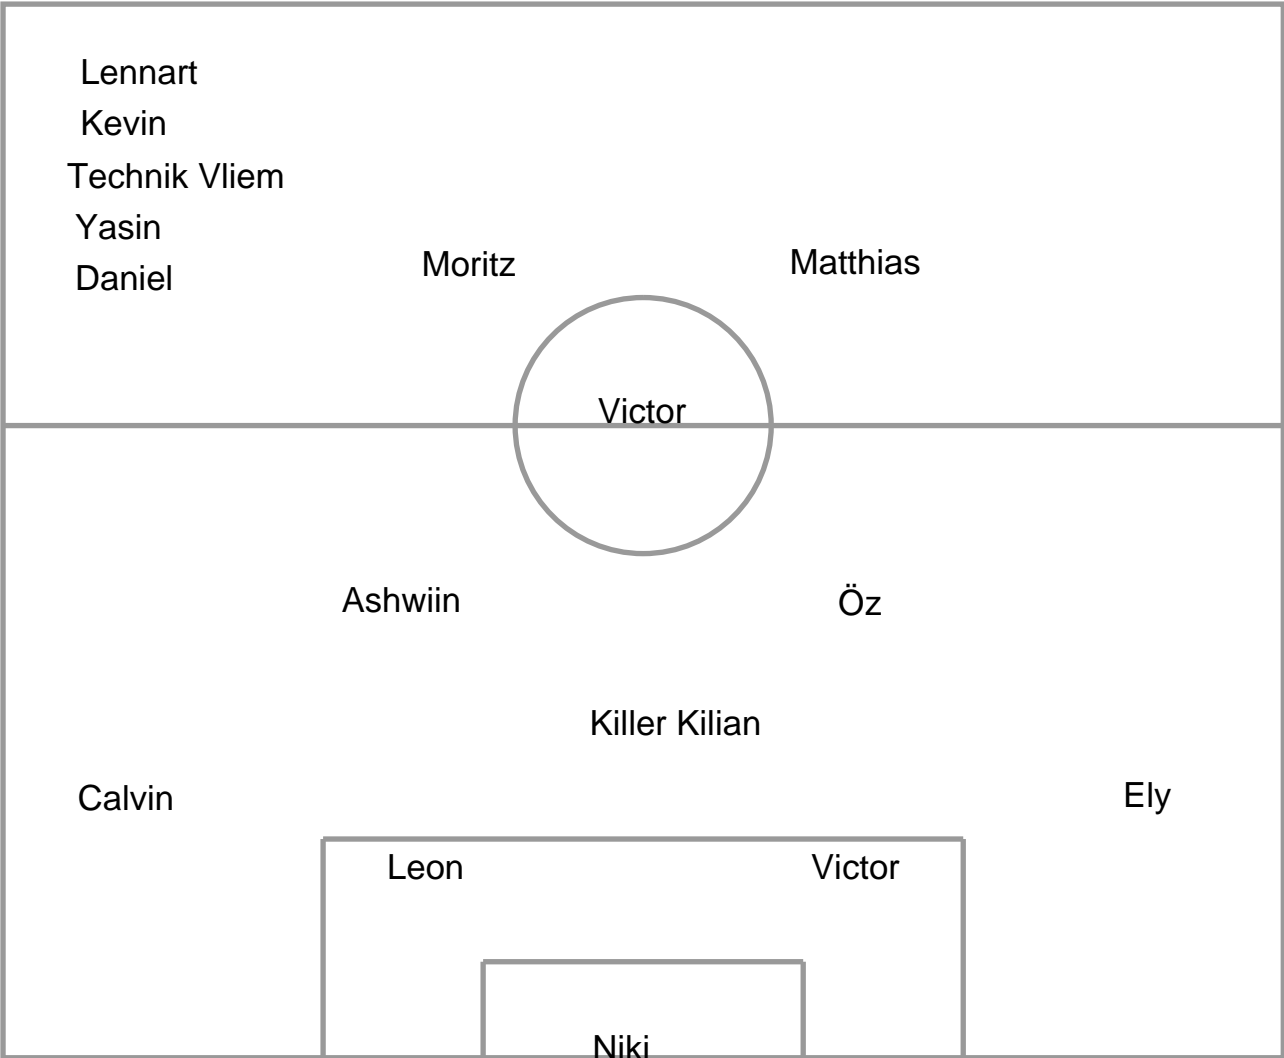 Lennart
Kevin
Technik Vliem
Yasin
Daniel
Moritz
Matthias
Victor
Ashwiin
Öz
Killer Kilian
Calvin
Ely
Leon
Victor
Niki